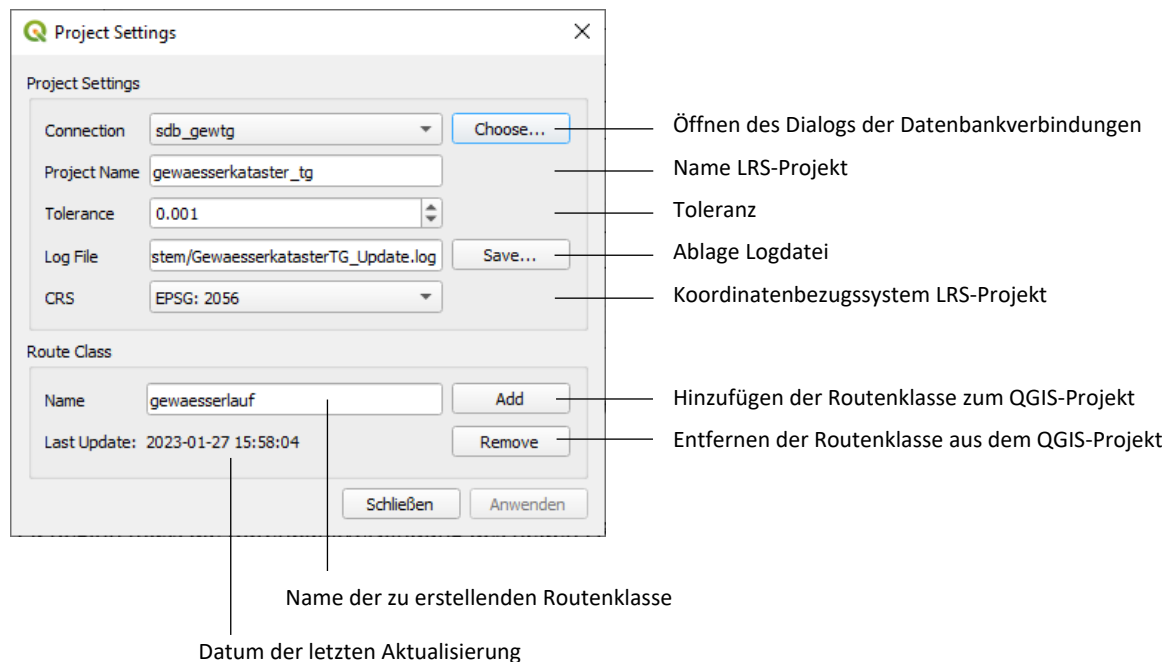 Project Settings
Project Settings
Connection sdb_gewtg Choose... Öffnen des Dialogs der Datenbankverbindungen
Project Name gewaesserkataster_tg Name LRS-Projekt
Tolerance 0.001 Toleranz
Log File stem/GewaesserkatasterTG_Update.log Save... Ablage Logdatei
CRS EPSG: 2056 Koordinatenbezugssystem LRS-Projekt
Route Class
Name gewaesserlauf Add Hinzufügen der Routenklasse zum QGIS-Projekt
Last Update: 2023-01-27 15:58:04 Remove Entfernen der Routenklasse aus dem QGIS-Projekt
Schließen Anwenden
Name der zu erstellenden Routenklasse
Datum der letzten Aktualisierung